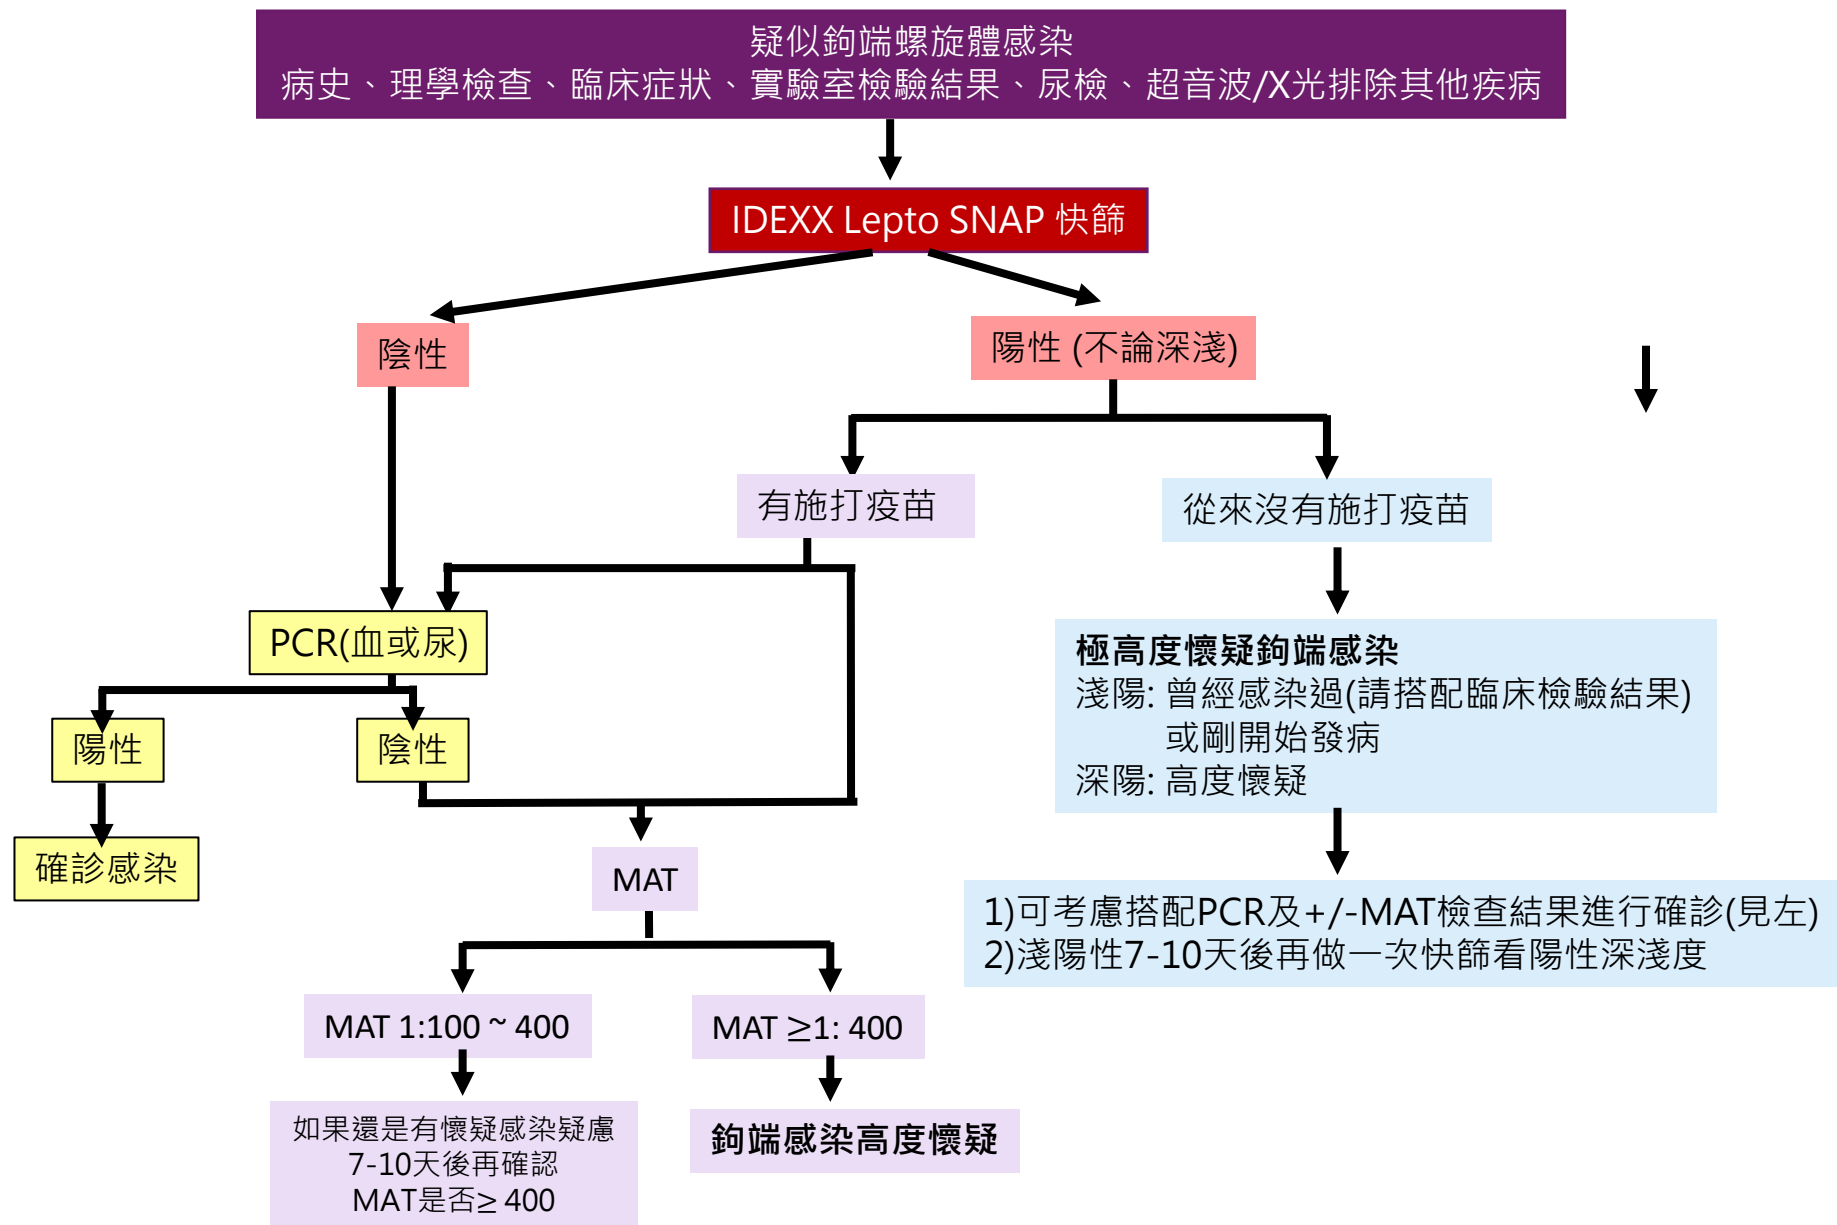 疑似鉤端螺旋體感染
病史、理學檢查、臨床症狀、實驗室檢驗結果、尿檢、超音波/X光排除其他疾病
IDEXX Lepto SNAP 快篩
陰性
陽性 (不論深淺)
有施打疫苗
從來沒有施打疫苗
PCR(血或尿)
陽性
陰性
確診感染
極高度懷疑鉤端感染
淺陽: 曾經感染過(請搭配臨床檢驗結果)
或剛開始發病
深陽: 高度懷疑
MAT
1)可考慮搭配PCR及+/-MAT檢查結果進行確診(見左)
2)淺陽性7-10天後再做一次快篩看陽性深淺度
MAT 1:100 ~ 400
MAT ≥1: 400
如果還是有懷疑感染疑慮
7-10天後再確認
MAT是否≥ 400
鉤端感染高度懷疑